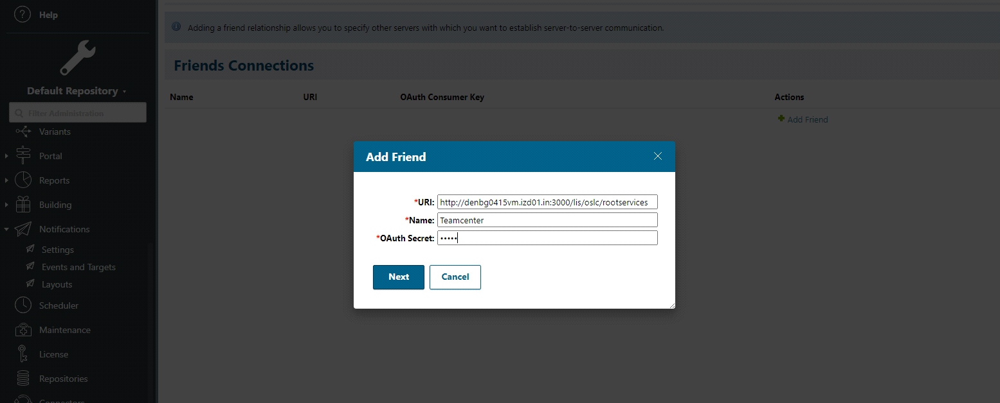 Help
Adding a friend relationship allows you to specify other servers with which you want to establish server-to-server communication.
Default Repository
Filter Administration
Variants
Portal
Reports
Building
Notifications
Settings
Events and Targets
Layouts
Scheduler
Maintenance
License
Repositories
Connectors
Friends Connections
Name URI OAuth Consumer Key Actions
Add Friend
Add Friend
*URI: http://denbg0415vm.izd01.in:3000/lis/oslc/rootservices
*Name: Teamcenter
*OAuth Secret: •••••
Next Cancel